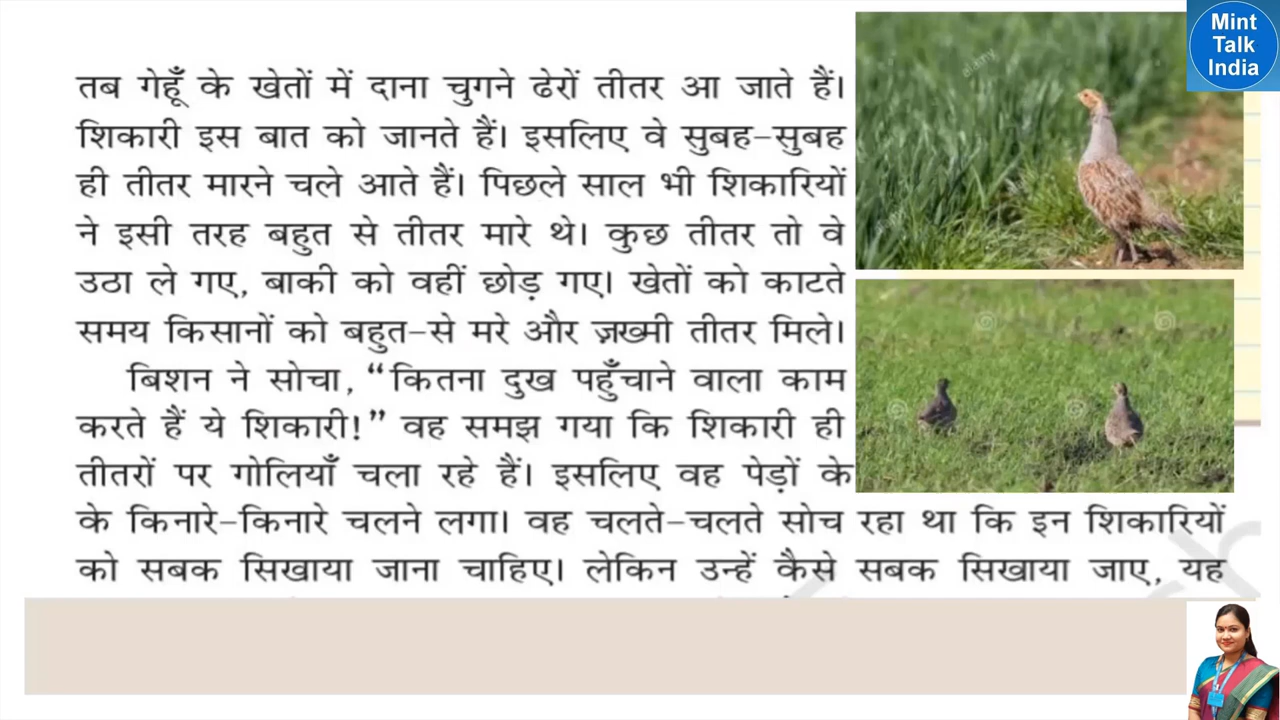 तब गेहूँ के खेतों में दाना चुगने ढेरों तीतर आ जाते हैं।
शिकारी इस बात को जानते हैं। इसलिए वे सुबह-सुबह
ही तीतर मारने चले आते हैं। पिछले साल भी शिकारियों
ने इसी तरह बहुत से तीतर मारे थे। कुछ तीतर तो वे
उठा ले गए, बाकी को वहीं छोड़ गए। खेतों को काटते
समय किसानों को बहुत-से मरे और ज़ख्मी तीतर मिले।
बिशन ने सोचा, “कितना दुख पहुँचाने वाला काम
करते हैं ये शिकारी!” वह समझ गया कि शिकारी ही
तीतरों पर गोलियाँ चला रहे हैं। इसलिए वह पेड़ों के
के किनारे-किनारे चलने लगा। वह चलते-चलते सोच रहा था कि इन शिकारियों
को सबक सिखाया जाना चाहिए। लेकिन उन्हें कैसे सबक सिखाया जाए, यह
Mint
Talk
India
alamy